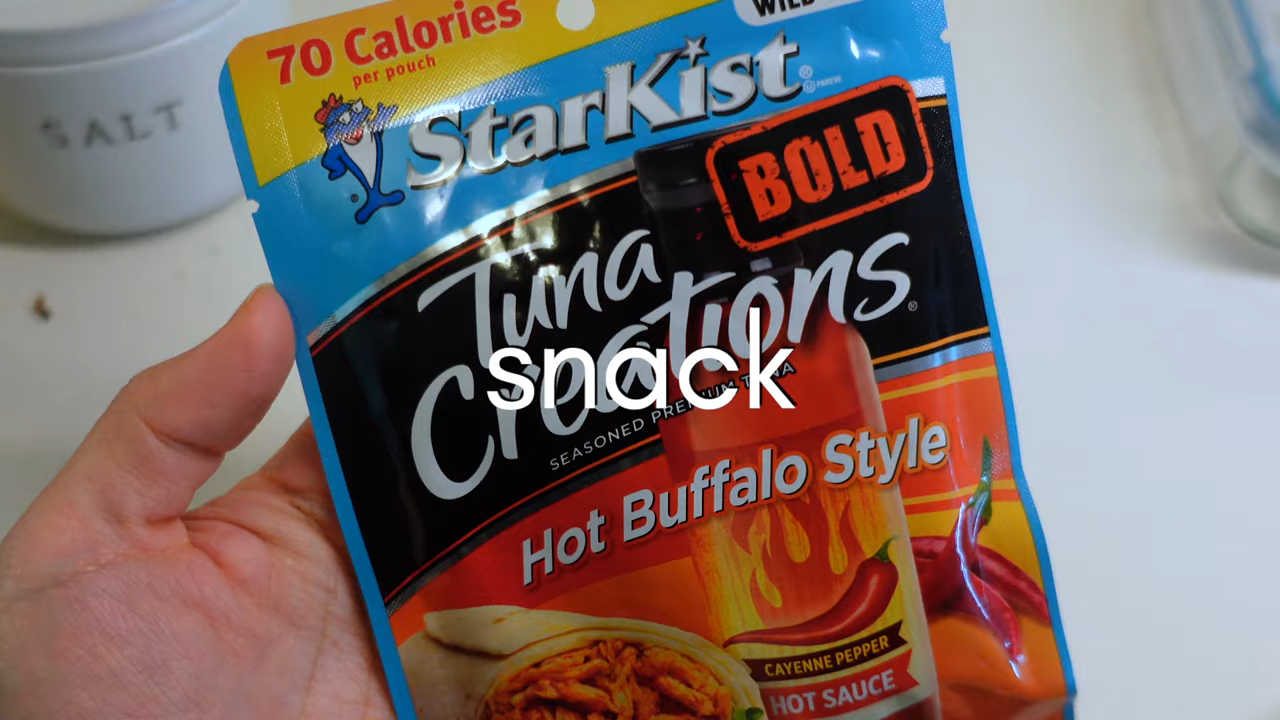 70 Calories
per pouch
SALT
StarKist®
BOLD
Tuna
Creations®
snack
SEASONED PREMIUM TUNA
Hot Buffalo Style
CAYENNE PEPPER
HOT SAUCE